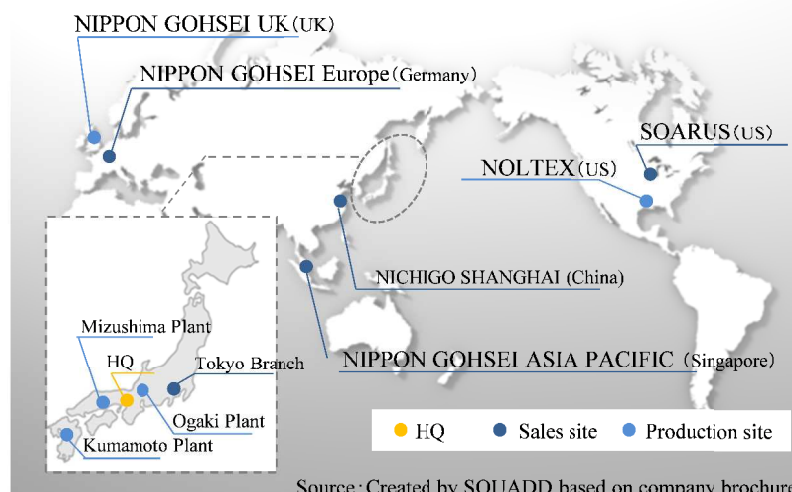 NIPPON GOHSEI UK(UK)
NIPPON GOHSEI Europe(Germany)
SOARUS(US)
NOLTEX(US)
NICHIGO SHANGHAI (China)
NIPPON GOHSEI ASIA PACIFIC (Singapore)
Mizushima Plant
HQ
Tokyo Branch
Ogaki Plant
Kumamoto Plant
HQ
Sales site
Production site
Source:Created by SQUADD based on company brochure